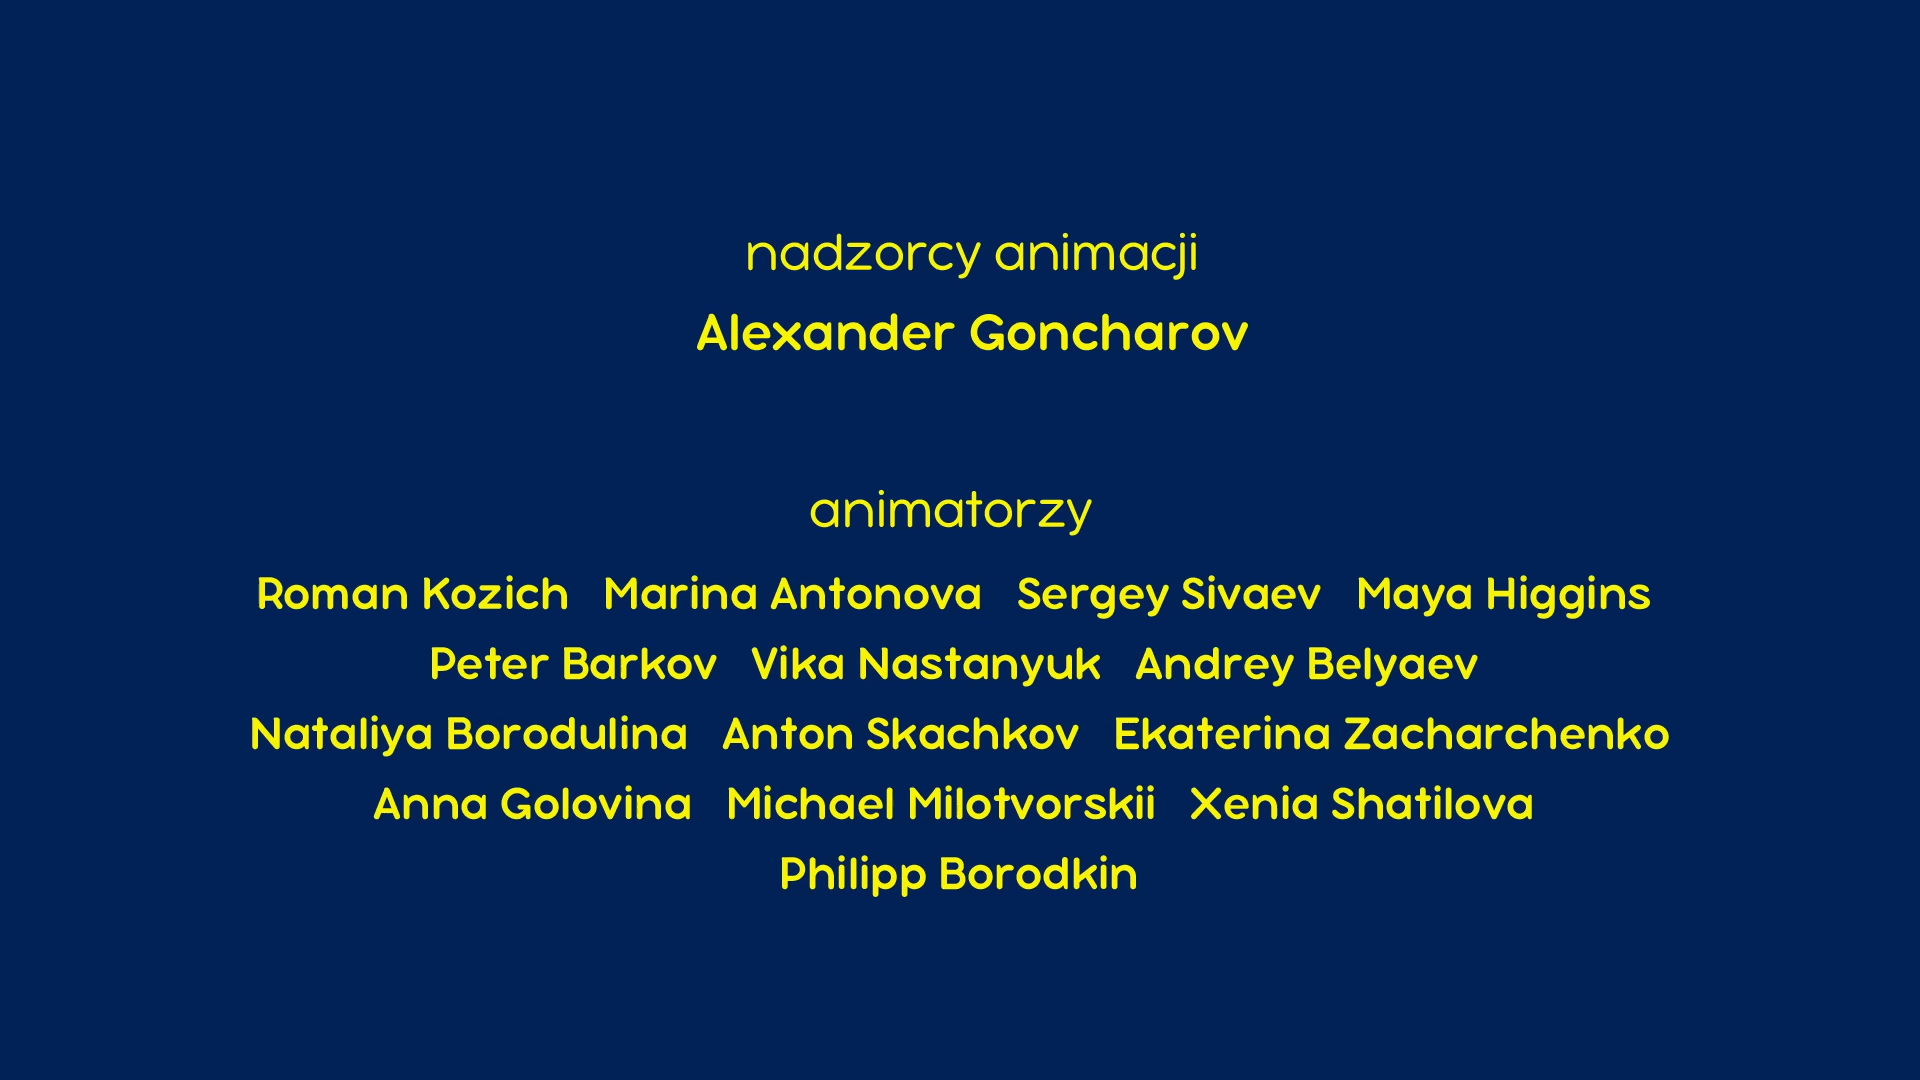 nadzorcy animacji
Alexander Goncharov
animatorzy
Roman Kozich Marina Antonova Sergey Sivaev Maya Higgins
Peter Barkov Vika Nastanyuk Andrey Belyaev
Nataliya Borodulina Anton Skachkov Ekaterina Zacharchenko
Anna Golovina Michael Milotvorskii Xenia Shatilova
Philipp Borodkin